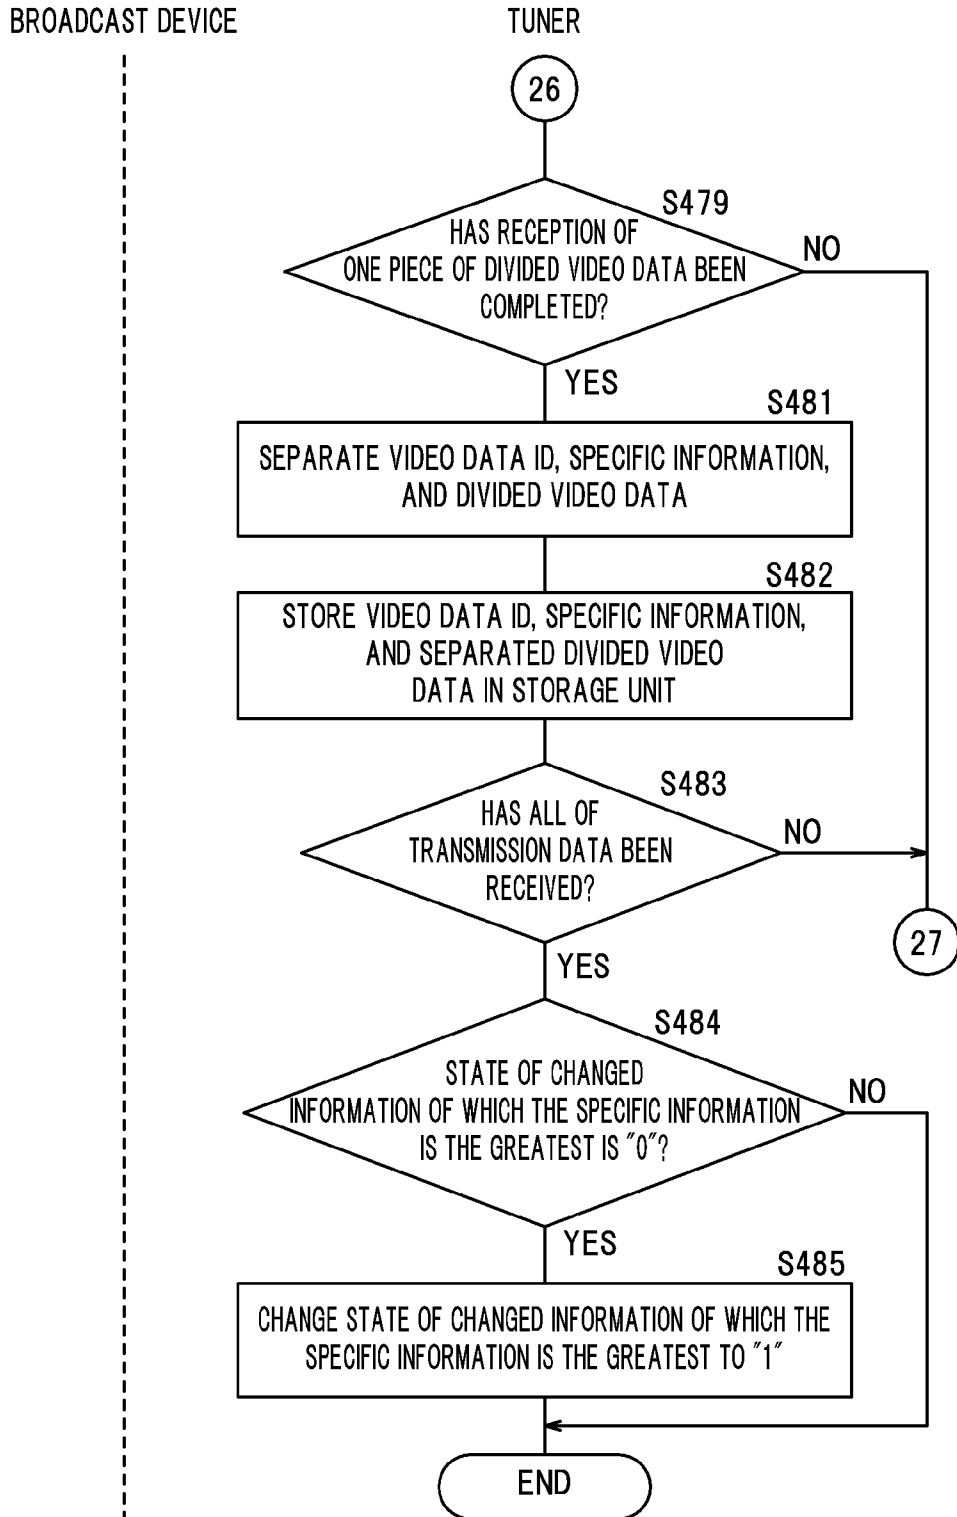 BROADCAST DEVICE
TUNER
26
S479
HAS RECEPTION OF
ONE PIECE OF DIVIDED VIDEO DATA BEEN
COMPLETED?
NO
YES
S481
SEPARATE VIDEO DATA ID, SPECIFIC INFORMATION,
AND DIVIDED VIDEO DATA
S482
STORE VIDEO DATA ID, SPECIFIC INFORMATION,
AND SEPARATED DIVIDED VIDEO
DATA IN STORAGE UNIT
S483
HAS ALL OF
TRANSMISSION DATA BEEN
RECEIVED?
NO
27
YES
S484
STATE OF CHANGED
INFORMATION OF WHICH THE SPECIFIC INFORMATION
IS THE GREATEST IS "0"?
NO
YES
S485
CHANGE STATE OF CHANGED INFORMATION OF WHICH THE
SPECIFIC INFORMATION IS THE GREATEST TO "1"
END